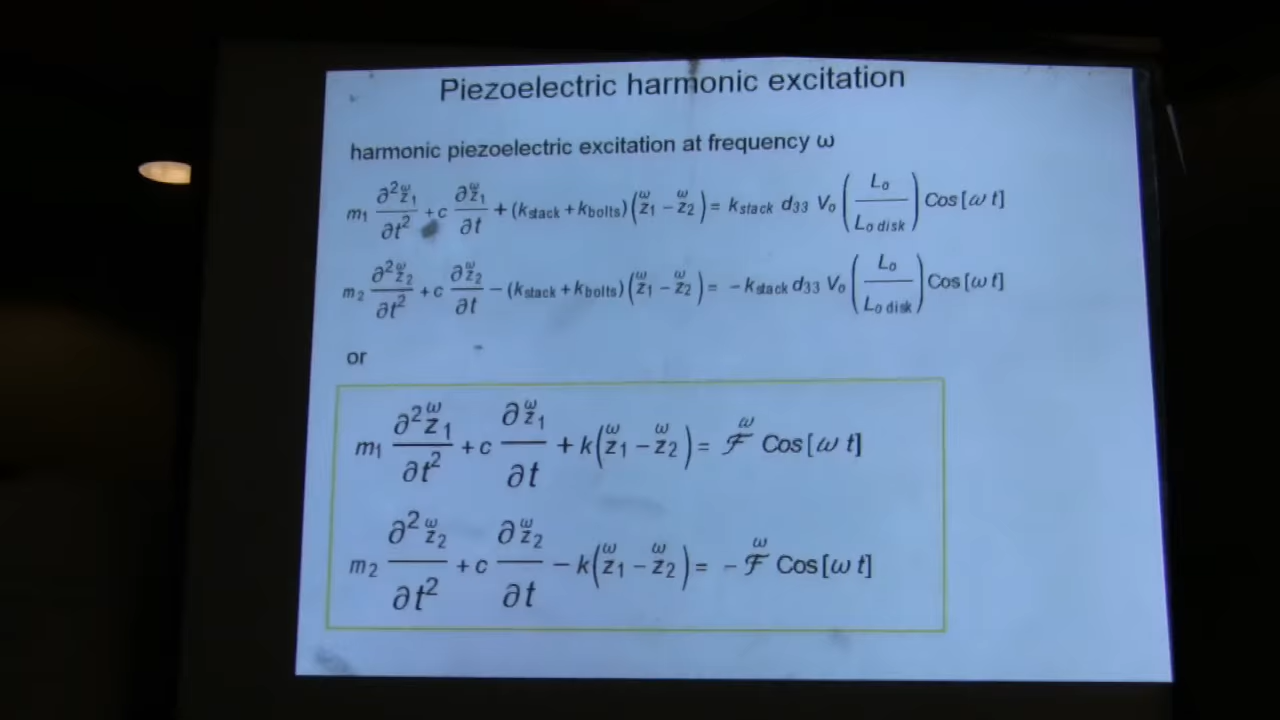 Piezoelectric harmonic excitation
harmonic piezoelectric excitation at frequency ω
m₁ ∂²z̃₁^ω/∂t² + c ∂z₁^ω/∂t + (k_stack + k_bolts)(z₁^ω − z₂^ω) = k_stack d₃₃ V₀ (L₀/L₀ disk) Cos[ω t]
m₂ ∂²z₂^ω/∂t² + c ∂z₂^ω/∂t − (k_stack + k_bolts)(z₁^ω − z₂^ω) = −k_stack d₃₃ V₀ (L₀/L₀ disk) Cos[ω t]
or
m₁ ∂²z₁^ω/∂t² + c ∂z₁^ω/∂t + k(z₁^ω − z₂^ω) = ℱ^ω Cos[ω t]
m₂ ∂²z₂^ω/∂t² + c ∂z₂^ω/∂t − k(z₁^ω − z₂^ω) = −ℱ^ω Cos[ω t]